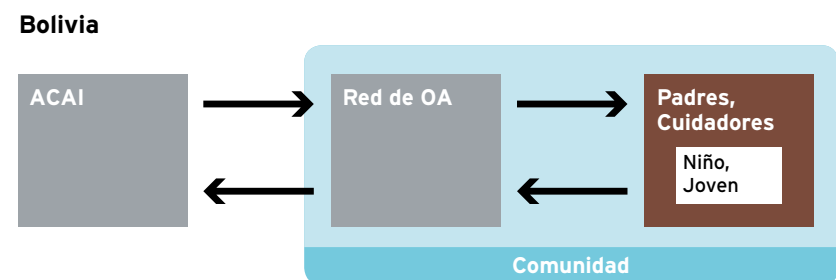 Bolivia
ACAI
Red de OA
Padres,
Cuidadores
Niño,
Joven
Comunidad